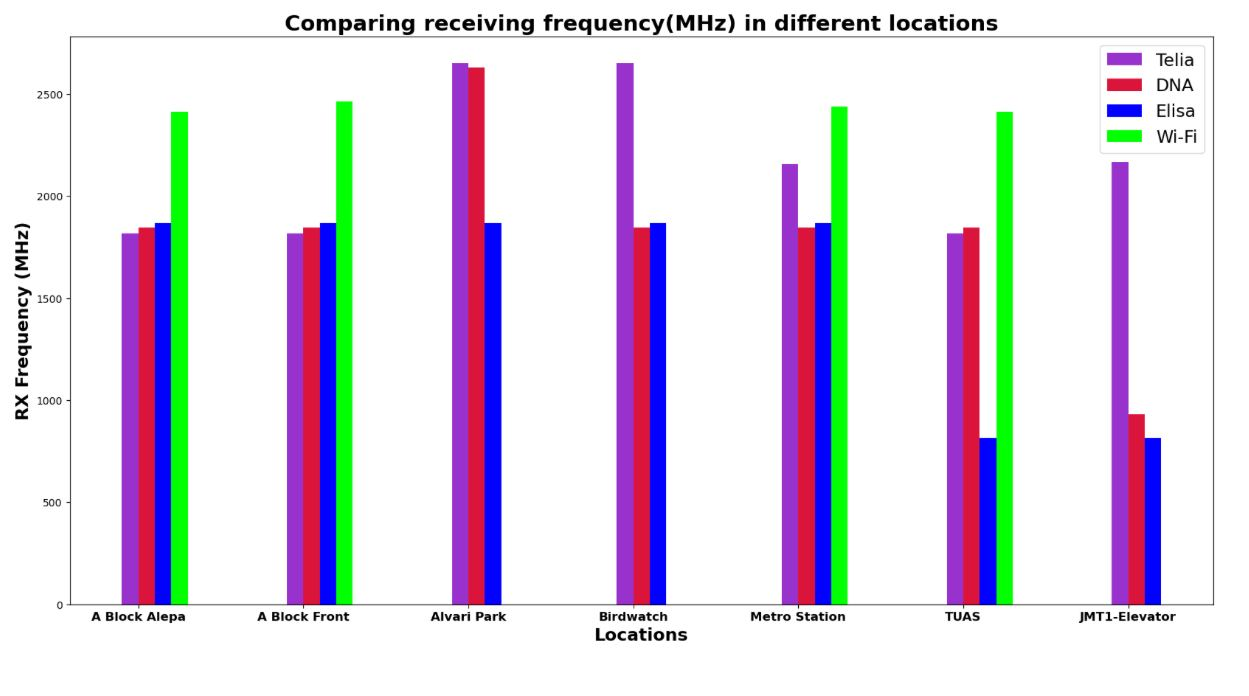 Comparing receiving frequency(MHz) in different locations
Telia
DNA
Elisa
Wi-Fi
RX Frequency (MHz)
2500
2000
1500
1000
500
0
A Block Alepa A Block Front Alvari Park Birdwatch Metro Station TUAS JMT1-Elevator
Locations